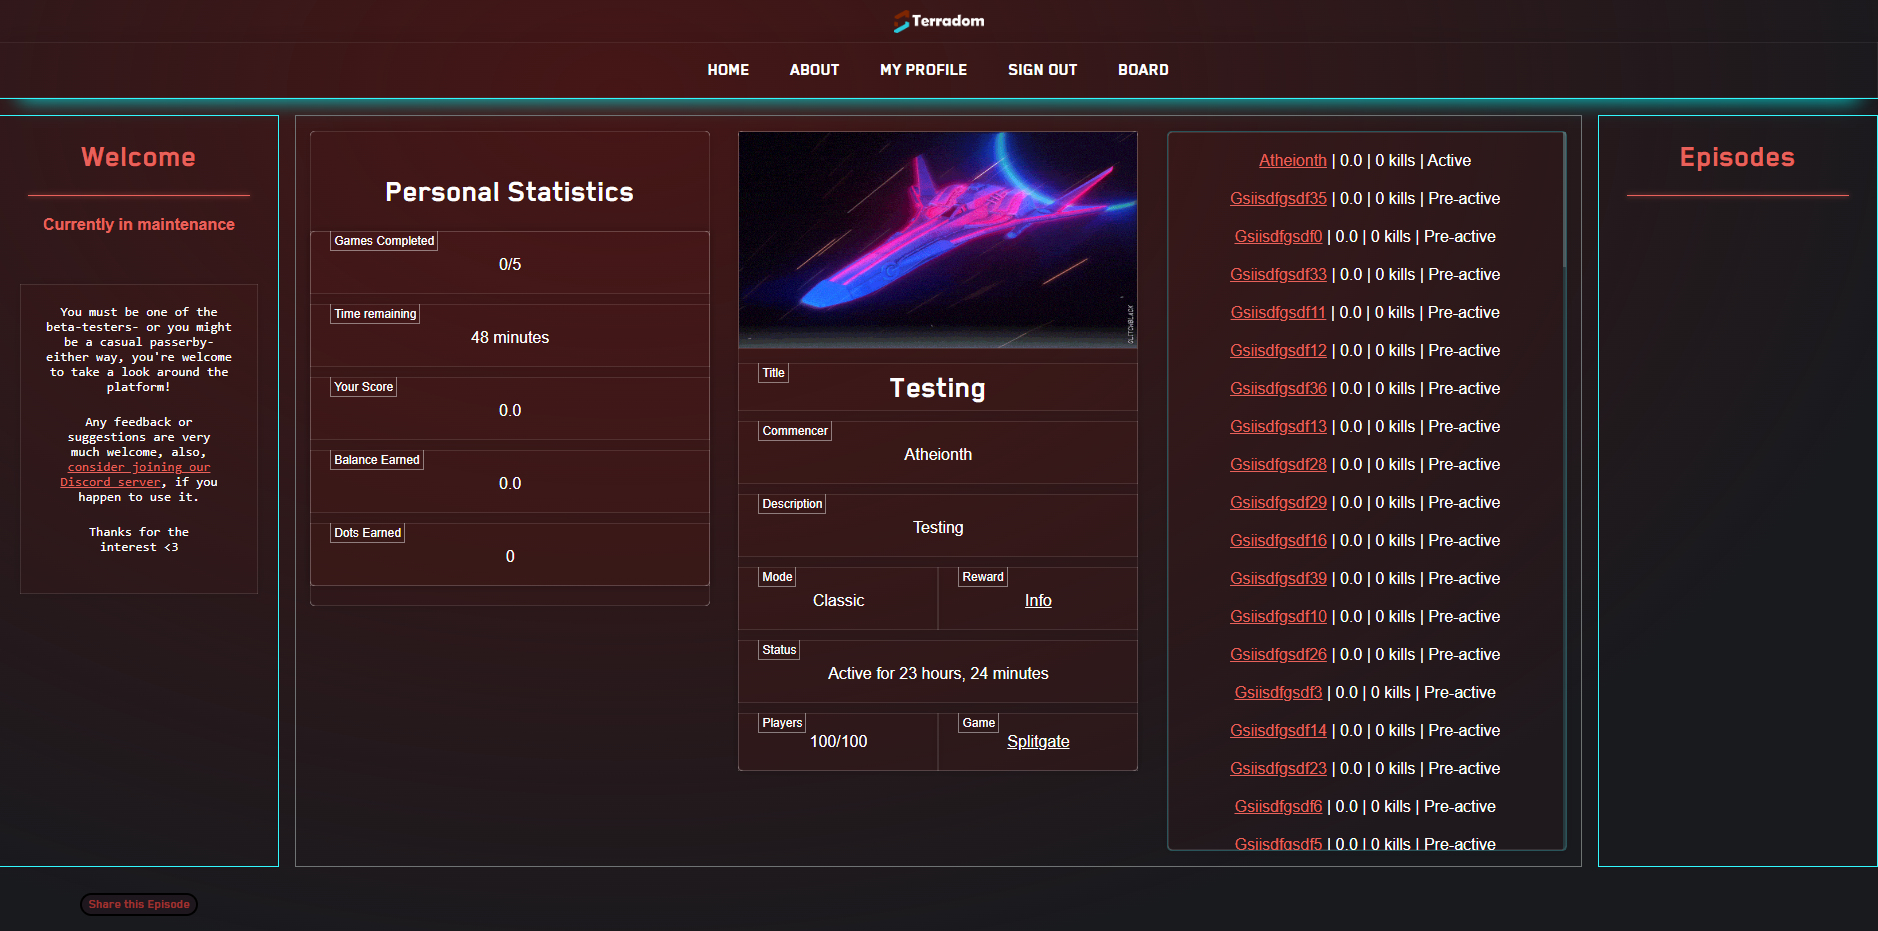 Terradom
HOME ABOUT MY PROFILE SIGN OUT BOARD
Welcome
Currently in maintenance
You must be one of the
beta-testers- or you might
be a casual passerby-
either way, you're welcome
to take a look around the
platform!
Any feedback or
suggestions are very
much welcome, also,
consider joining our
Discord server, if you
happen to use it.
Thanks for the
interest <3
Personal Statistics
Games Completed
0/5
Time remaining
48 minutes
Your Score
0.0
Balance Earned
0.0
Dots Earned
0
GLITCHBLACK
Title
Testing
Commencer
Atheionth
Description
Testing
Mode
Classic
Reward
Info
Status
Active for 23 hours, 24 minutes
Players
100/100
Game
Splitgate
Atheionth | 0.0 | 0 kills | Active
Gsiisdfgsdf35 | 0.0 | 0 kills | Pre-active
Gsiisdfgsdf0 | 0.0 | 0 kills | Pre-active
Gsiisdfgsdf33 | 0.0 | 0 kills | Pre-active
Gsiisdfgsdf11 | 0.0 | 0 kills | Pre-active
Gsiisdfgsdf12 | 0.0 | 0 kills | Pre-active
Gsiisdfgsdf36 | 0.0 | 0 kills | Pre-active
Gsiisdfgsdf13 | 0.0 | 0 kills | Pre-active
Gsiisdfgsdf28 | 0.0 | 0 kills | Pre-active
Gsiisdfgsdf29 | 0.0 | 0 kills | Pre-active
Gsiisdfgsdf16 | 0.0 | 0 kills | Pre-active
Gsiisdfgsdf39 | 0.0 | 0 kills | Pre-active
Gsiisdfgsdf10 | 0.0 | 0 kills | Pre-active
Gsiisdfgsdf26 | 0.0 | 0 kills | Pre-active
Gsiisdfgsdf3 | 0.0 | 0 kills | Pre-active
Gsiisdfgsdf14 | 0.0 | 0 kills | Pre-active
Gsiisdfgsdf23 | 0.0 | 0 kills | Pre-active
Gsiisdfgsdf6 | 0.0 | 0 kills | Pre-active
Gsiisdfgsdf5 | 0.0 | 0 kills | Pre-active
Episodes
Share this Episode